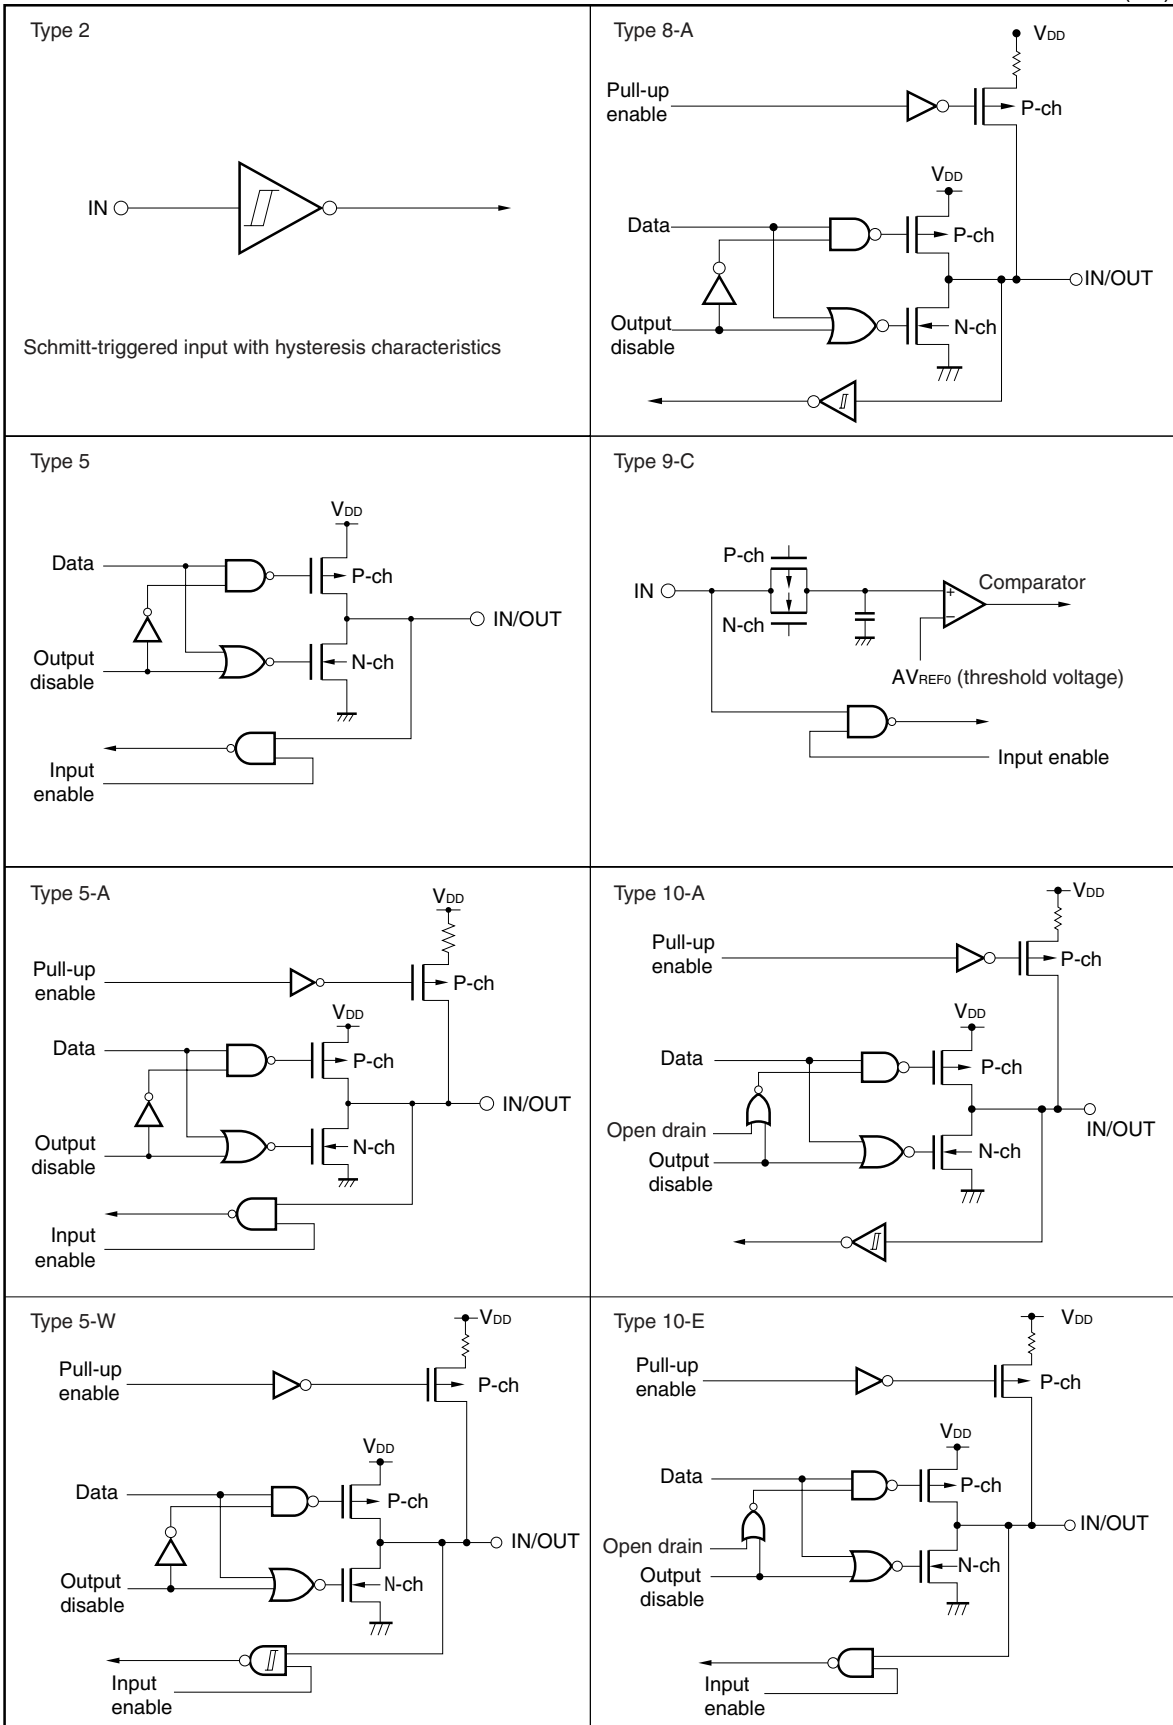 Type 2
IN
Schmitt-triggered input with hysteresis characteristics
Type 8-A
VDD
Pull-up
enable
P-ch
VDD
Data
P-ch
IN/OUT
Output
disable
N-ch
Type 5
VDD
Data
P-ch
IN/OUT
Output
disable
N-ch
Input
enable
Type 9-C
P-ch
IN
N-ch
Comparator
+
−
AVREF0 (threshold voltage)
Input enable
Type 5-A
VDD
Pull-up
enable
P-ch
VDD
Data
P-ch
IN/OUT
Output
disable
N-ch
Input
enable
Type 10-A
VDD
Pull-up
enable
P-ch
VDD
Data
P-ch
IN/OUT
Open drain
Output
disable
N-ch
Type 5-W
VDD
Pull-up
enable
P-ch
VDD
Data
P-ch
IN/OUT
Output
disable
N-ch
Input
enable
Type 10-E
VDD
Pull-up
enable
P-ch
VDD
Data
P-ch
IN/OUT
Open drain
Output
disable
N-ch
Input
enable